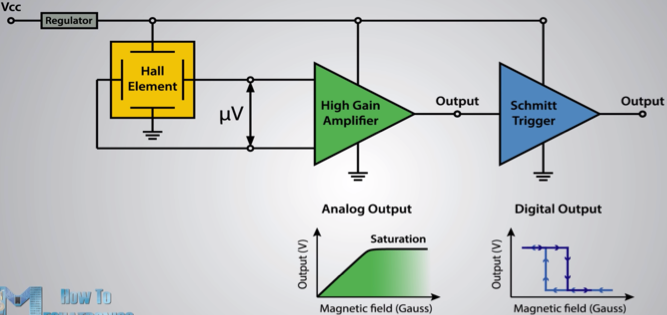 Vcc
Regulator
Hall
Element
µV
High Gain
Amplifier
Output
Schmitt
Trigger
Output
Analog Output
Digital Output
Output (V)
Saturation
Magnetic field (Gauss)
Output (V)
Magnetic field (Gauss)
How To